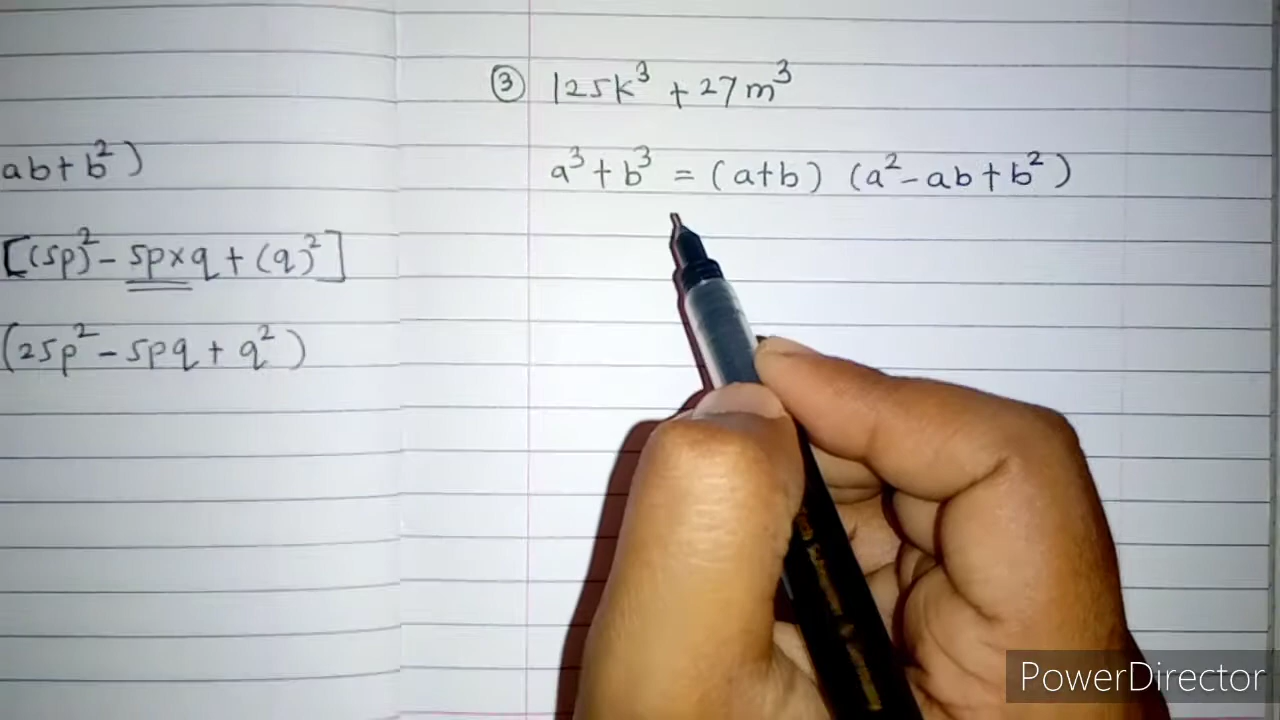 ab+b²)
[(5p)²-5p×q+(q)²]
(25p²-5pq+q²)
③ 125k³+27m³
a³+b³=(a+b) (a²-ab+b²)
PowerDirector